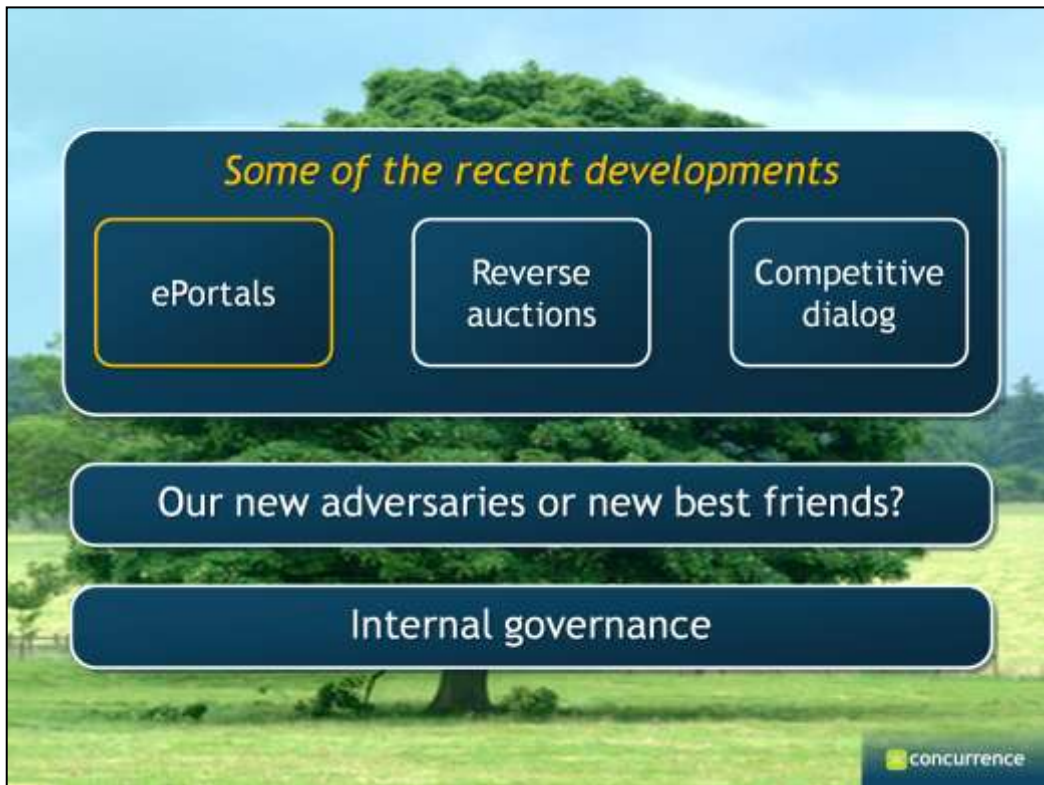 Some of the recent developments
ePortals
Reverse
auctions
Competitive
dialog
Our new adversaries or new best friends?
Internal governance
concurrence